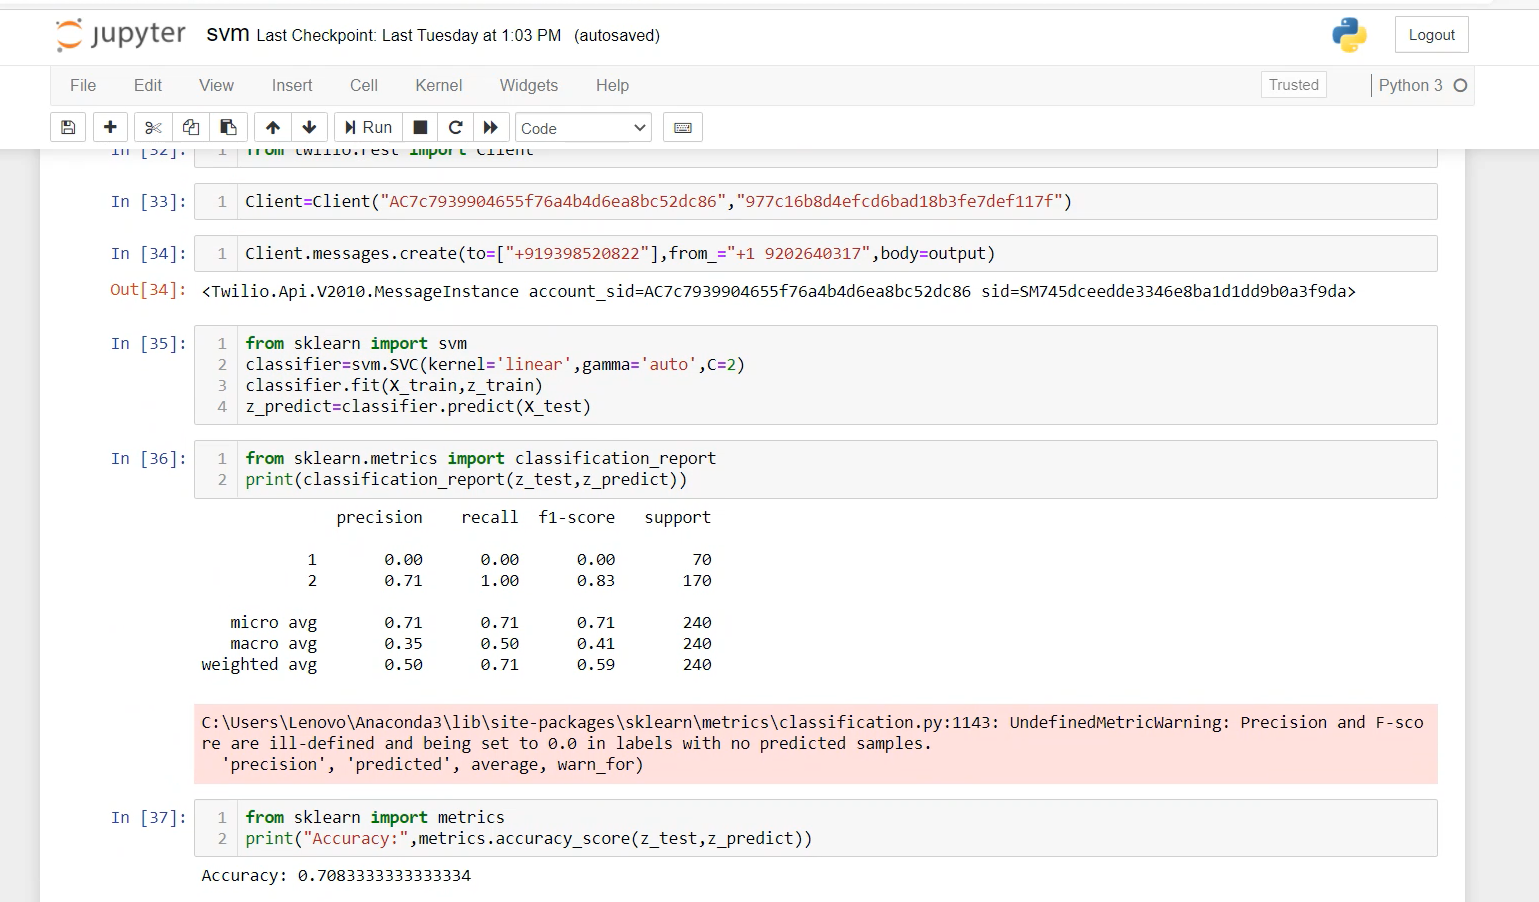 jupyter svm Last Checkpoint: Last Tuesday at 1:03 PM (autosaved) Logout
File Edit View Insert Cell Kernel Widgets Help Trusted Python 3
Run Code
In [32]: 1 from twilio.rest import Client
In [33]: 1 Client=Client("AC7c7939904655f76a4b4d6ea8bc52dc86","977c16b8d4efcd6bad18b3fe7def117f")
In [34]: 1 Client.messages.create(to=["+919398520822"],from_="+1 9202640317",body=output)
Out[34]: <Twilio.Api.V2010.MessageInstance account_sid=AC7c7939904655f76a4b4d6ea8bc52dc86 sid=SM745dceedde3346e8ba1d1dd9b0a3f9da>
In [35]: 1 from sklearn import svm
2 classifier=svm.SVC(kernel='linear',gamma='auto',C=2)
3 classifier.fit(X_train,z_train)
4 z_predict=classifier.predict(X_test)
In [36]: 1 from sklearn.metrics import classification_report
2 print(classification_report(z_test,z_predict))
precision recall f1-score support
1 0.00 0.00 0.00 70
2 0.71 1.00 0.83 170
micro avg 0.71 0.71 0.71 240
macro avg 0.35 0.50 0.41 240
weighted avg 0.50 0.71 0.59 240
C:\Users\Lenovo\Anaconda3\lib\site-packages\sklearn\metrics\classification.py:1143: UndefinedMetricWarning: Precision and F-sco
re are ill-defined and being set to 0.0 in labels with no predicted samples.
'precision', 'predicted', average, warn_for)
In [37]: 1 from sklearn import metrics
2 print("Accuracy:",metrics.accuracy_score(z_test,z_predict))
Accuracy: 0.7083333333333334